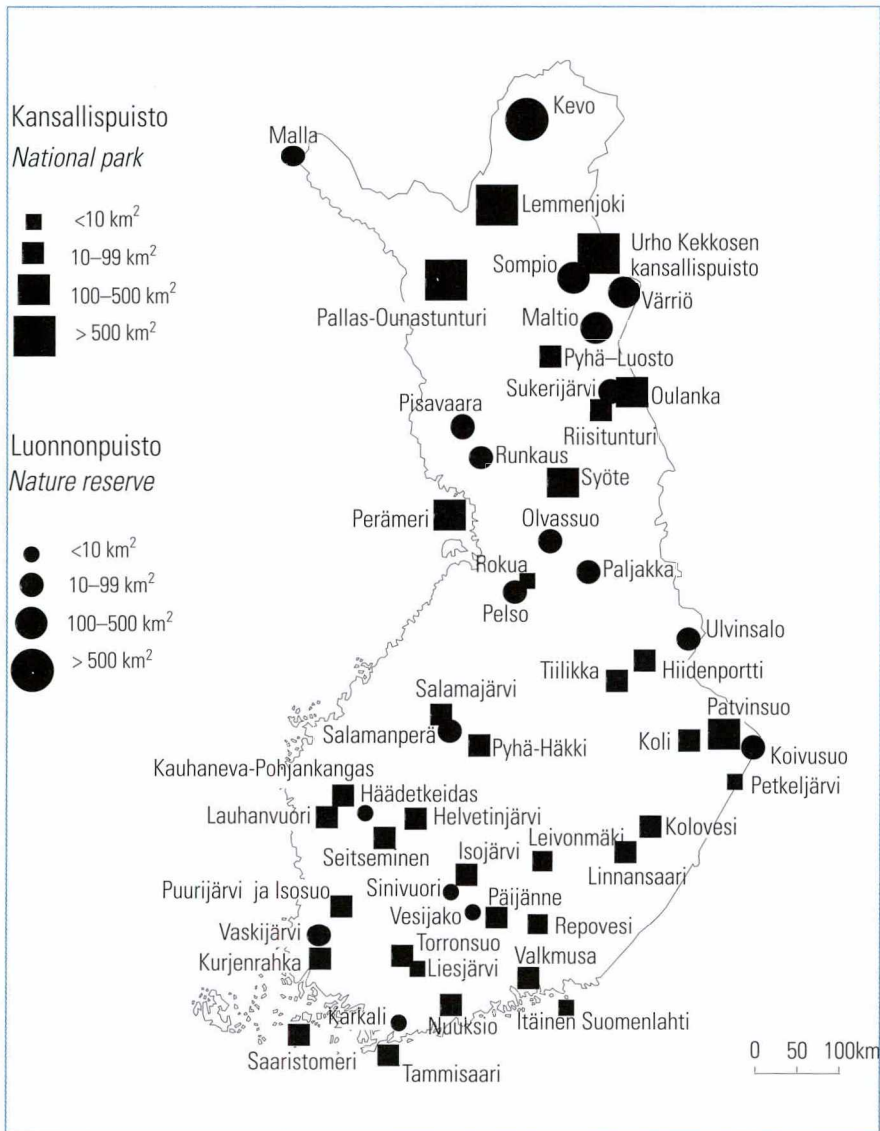 Kansallispuisto
National park
<10 km²
10–99 km²
100–500 km²
> 500 km²
Luonnonpuisto
Nature reserve
<10 km²
10–99 km²
100–500 km²
> 500 km²
Kevo
Malla
Lemmenjoki
Urho Kekkosen
kansallispuisto
Sompio
Värriö
Pallas-Ounastunturi
Maltio
Pyhä–Luosto
Sukerijärvi
Oulanka
Pisavaara
Riisitunturi
Runkaus
Syöte
Perämeri
Olvassuo
Rokua
Paljakka
Pelso
Ulvinsalo
Tiilikka
Hiidenportti
Salamajärvi
Patvinsuo
Salamanperä
Pyhä-Häkki
Koli
Koivusuo
Kauhaneva-Pohjankangas
Petkeljärvi
Häädetkeidas
Lauhanvuori
Helvetinjärvi
Kolovesi
Seitseminen
Leivonmäki
Isojärvi
Linnansaari
Puurijärvi ja Isosuo
Sinivuori
Päijänne
Vesijako
Repovesi
Vaskijärvi
Torronsuo
Valkmusa
Kurjenrahka
Liesjärvi
Karkali
Nuuksio
Itäinen Suomenlahti
Saaristomeri
Tammisaari
0 50 100km